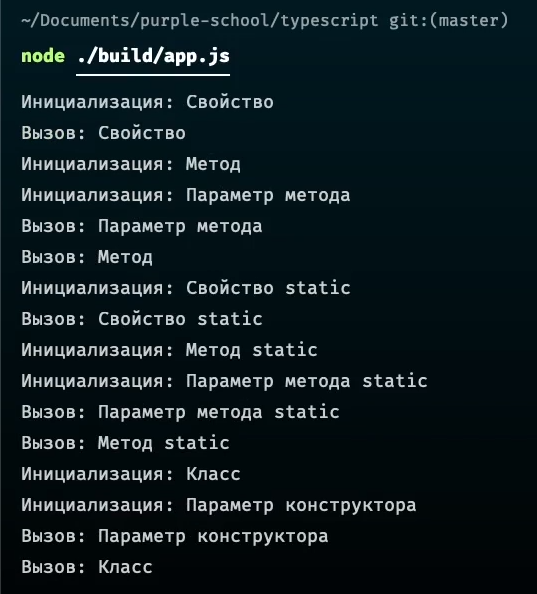 ~/Documents/purple-school/typescript git:(master)
node ./build/app.js
Инициализация: Свойство
Вызов: Свойство
Инициализация: Метод
Инициализация: Параметр метода
Вызов: Параметр метода
Вызов: Метод
Инициализация: Свойство static
Вызов: Свойство static
Инициализация: Метод static
Инициализация: Параметр метода static
Вызов: Параметр метода static
Вызов: Метод static
Инициализация: Класс
Инициализация: Параметр конструктора
Вызов: Параметр конструктора
Вызов: Класс